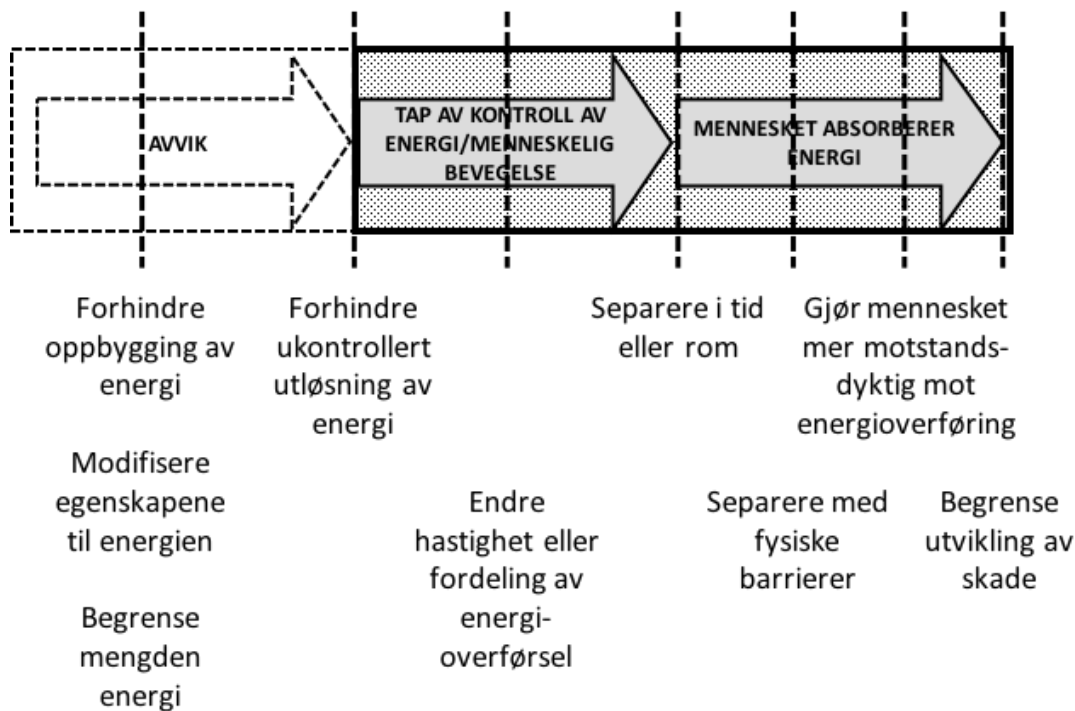 AVVIK
TAP AV KONTROLL AV
ENERGI/MENNESKELIG
BEVEGELSE
MENNESKET ABSORBERER
ENERGI
Forhindre
oppbygging av
energi
Modifisere
egenskapene
til energien
Begrense
mengden
energi
Forhindre
ukontrollert
utløsning av
energi
Endre
hastighet eller
fordeling av
energi-
overførsel
Separere i tid
eller rom
Separere med
fysiske
barrierer
Gjør mennesket
mer motstands-
dyktig mot
energioverføring
Begrense
utvikling av
skade